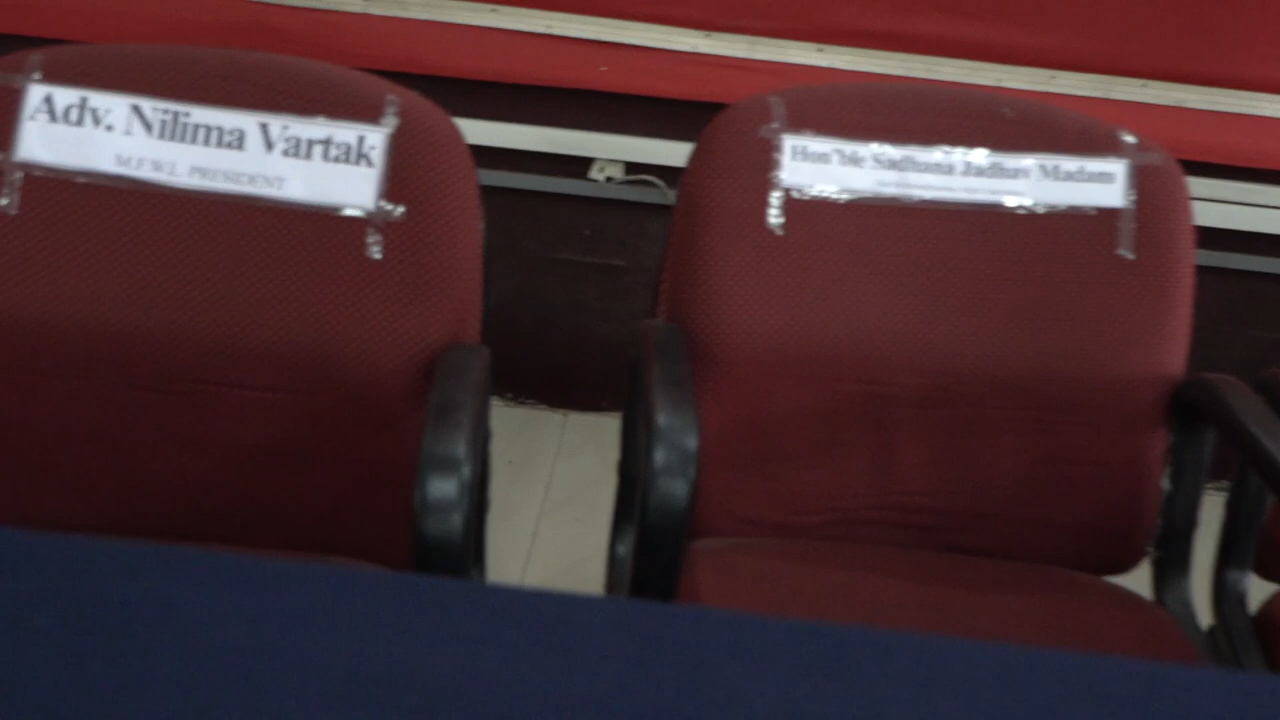 Adv. Nilima Vartak
M.F.W.L. PRESIDENT
Hon'ble Sadhana Jadhav Madam